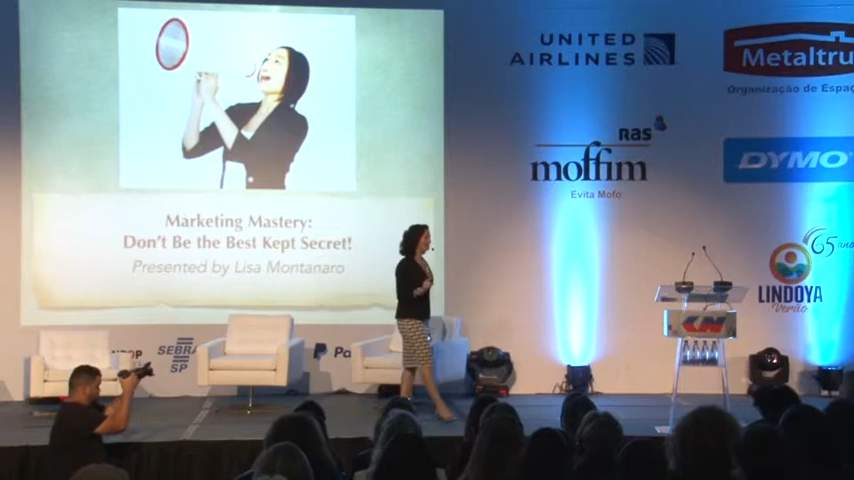 Marketing Mastery:
Don't Be the Best Kept Secret!
Presented by Lisa Montanaro
UNITED
AIRLINES
Metaltru
Organização de Espaç
RAS
moffim
Evita Mofo
DYMO
65 ano
LINDOYA
Verão
SEBRA
SP